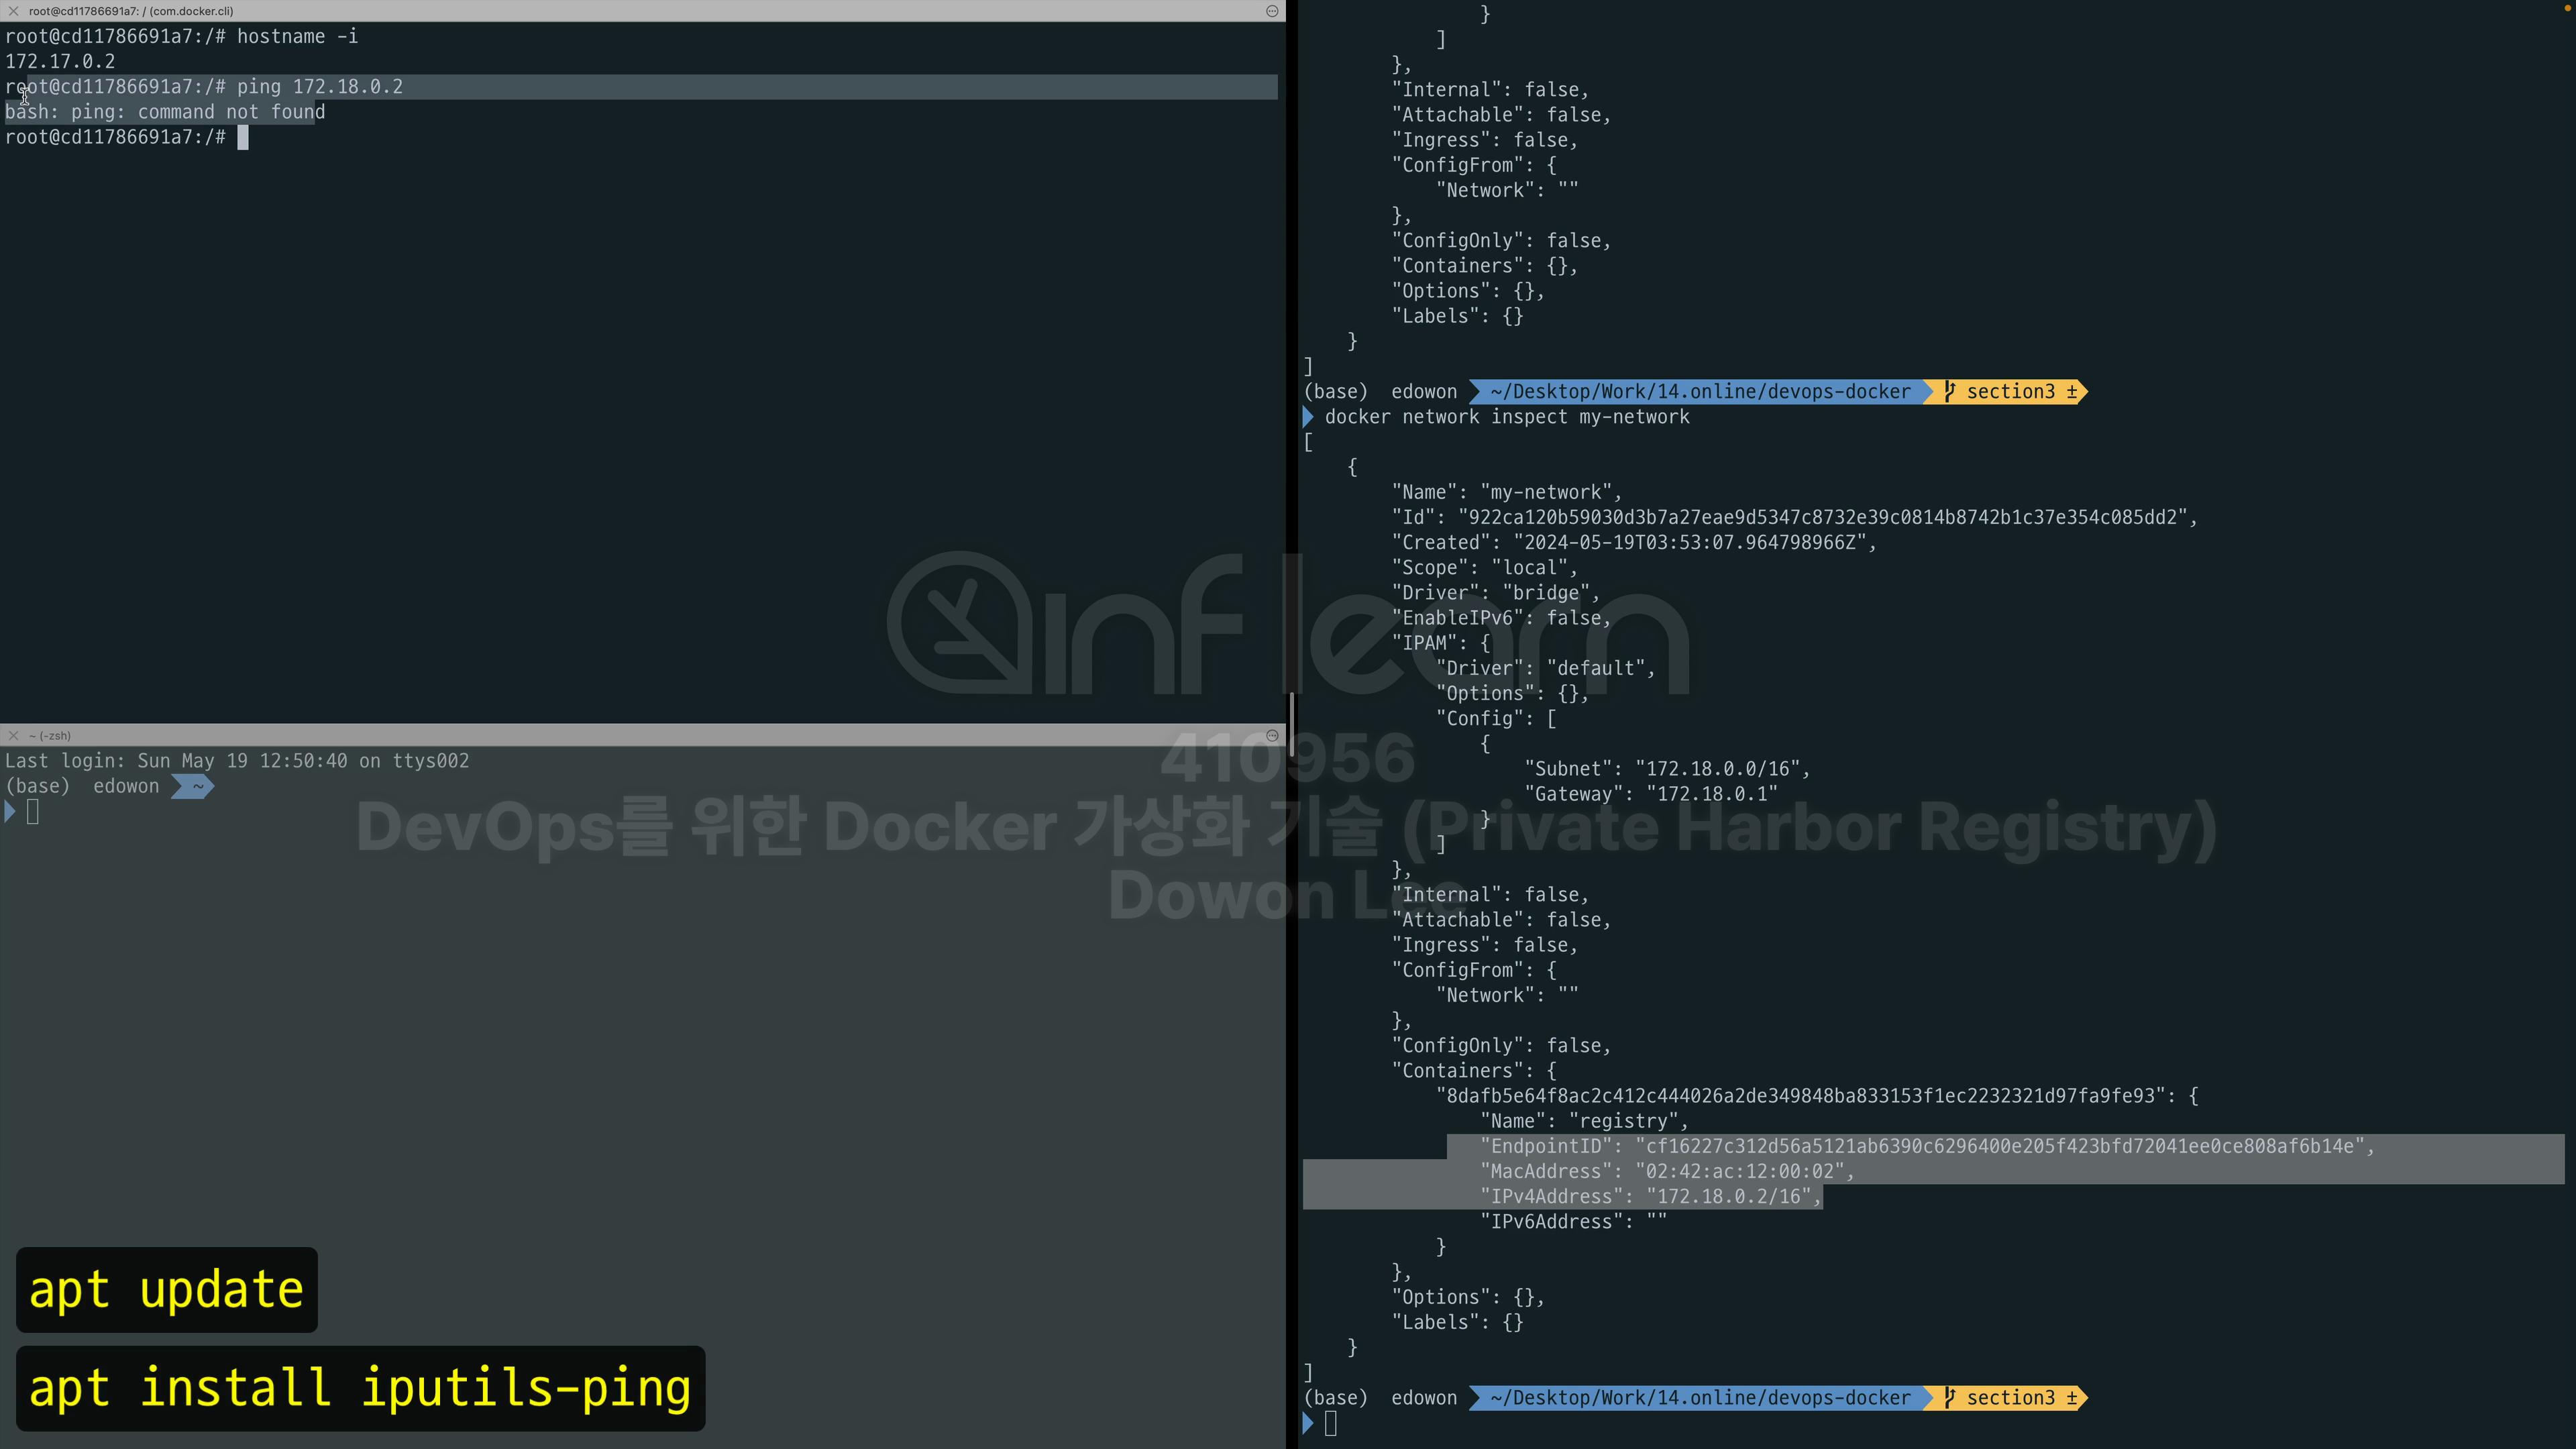 root@cd11786691a7: / (com.docker.cli)
root@cd11786691a7:/# hostname -i
172.17.0.2
root@cd11786691a7:/# ping 172.18.0.2
bash: ping: command not found
root@cd11786691a7:/#
~ (-zsh)
Last login: Sun May 19 12:50:40 on ttys002
(base) edowon ~
apt update
apt install iputils-ping
}
]
},
"Internal": false,
"Attachable": false,
"Ingress": false,
"ConfigFrom": {
"Network": ""
},
"ConfigOnly": false,
"Containers": {},
"Options": {},
"Labels": {}
}
]
(base) edowon ~/Desktop/Work/14.online/devops-docker section3 ±
docker network inspect my-network
[
{
"Name": "my-network",
"Id": "922ca120b59030d3b7a27eae9d5347c8732e39c0814b8742b1c37e354c085dd2",
"Created": "2024-05-19T03:53:07.964798966Z",
"Scope": "local",
"Driver": "bridge",
"EnableIPv6": false,
"IPAM": {
"Driver": "default",
"Options": {},
"Config": [
{
"Subnet": "172.18.0.0/16",
"Gateway": "172.18.0.1"
}
]
},
"Internal": false,
"Attachable": false,
"Ingress": false,
"ConfigFrom": {
"Network": ""
},
"ConfigOnly": false,
"Containers": {
"8dafb5e64f8ac2c412c444026a2de349848ba833153f1ec2232321d97fa9fe93": {
"Name": "registry",
"EndpointID": "cf16227c312d56a5121ab6390c6296400e205f423bfd72041ee0ce808af6b14e",
"MacAddress": "02:42:ac:12:00:02",
"IPv4Address": "172.18.0.2/16",
"IPv6Address": ""
}
},
"Options": {},
"Labels": {}
}
]
(base) edowon ~/Desktop/Work/14.online/devops-docker section3 ±
inflearn
410956
DevOps를 위한 Docker 가상화 기술 (Private Harbor Registry)
Dowon Lee